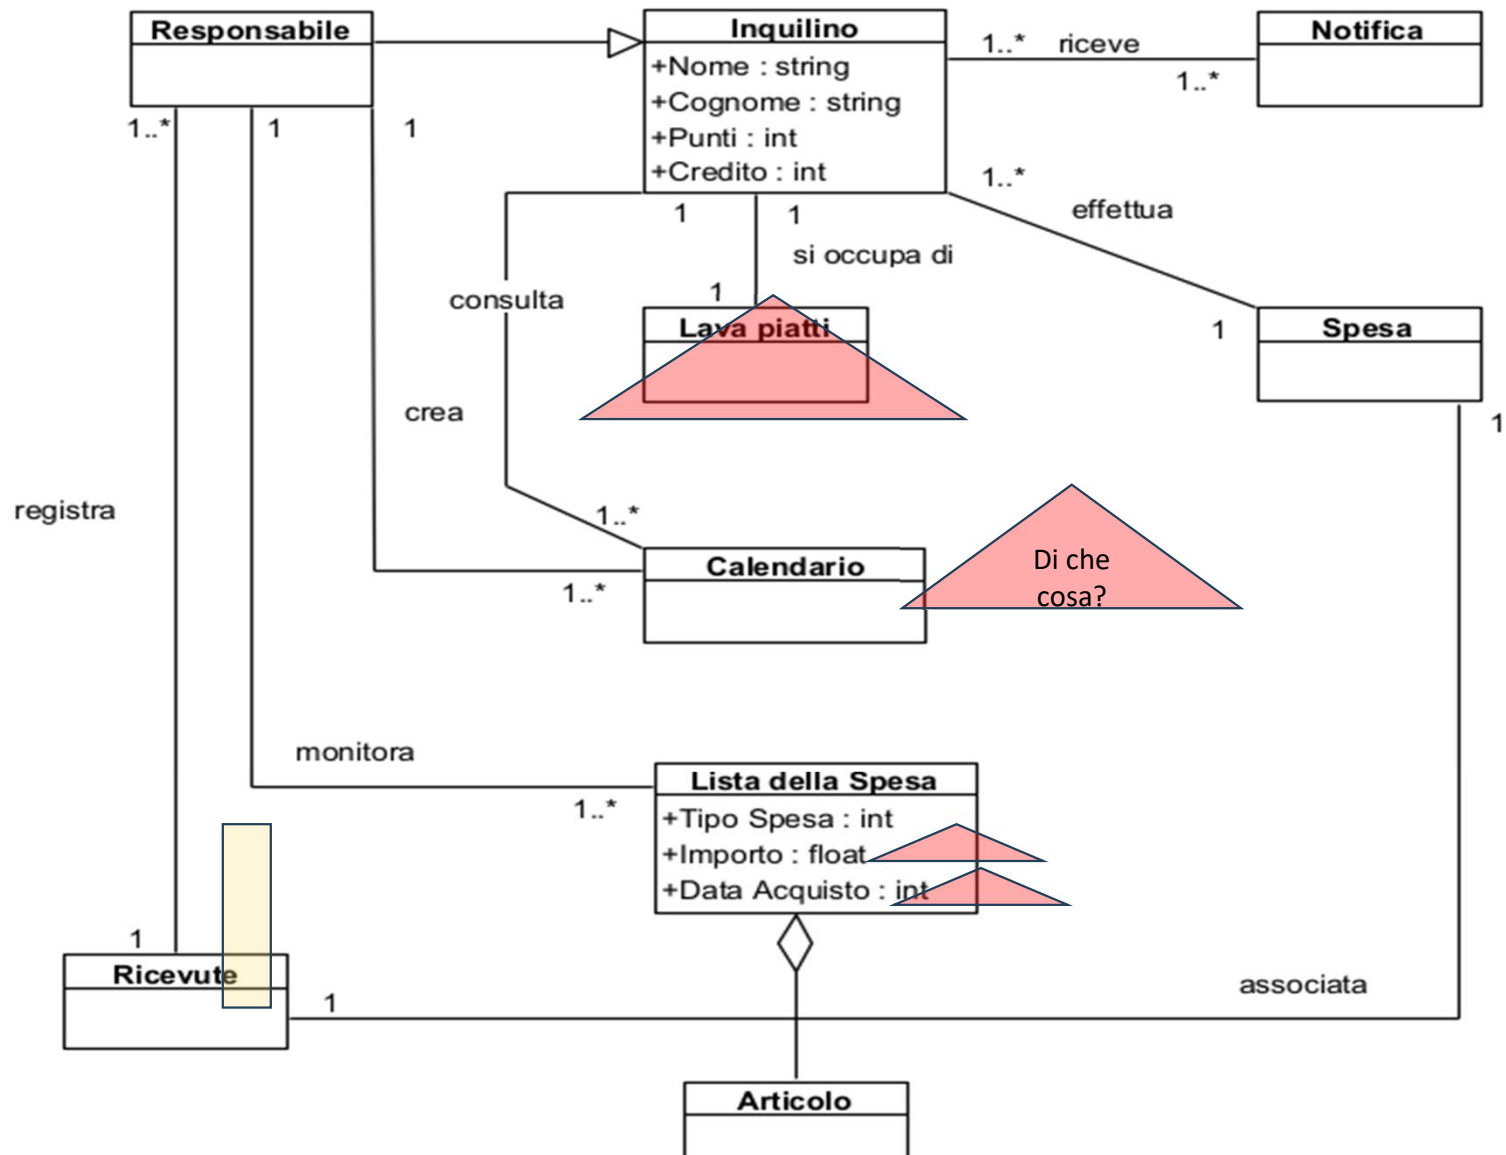 Responsabile
Inquilino
+Nome : string
+Cognome : string
+Punti : int
+Credito : int
1..* riceve
1..*
Notifica
1..*
1
1
1..*
effettua
1
1
si occupa di
1
consulta
Lava piatti
1
Spesa
1
crea
registra
1..*
Di che
cosa?
Calendario
1..*
monitora
1..*
Lista della Spesa
+Tipo Spesa : int
+Importo : float
+Data Acquisto : int
1
Ricevute
1
associata
Articolo